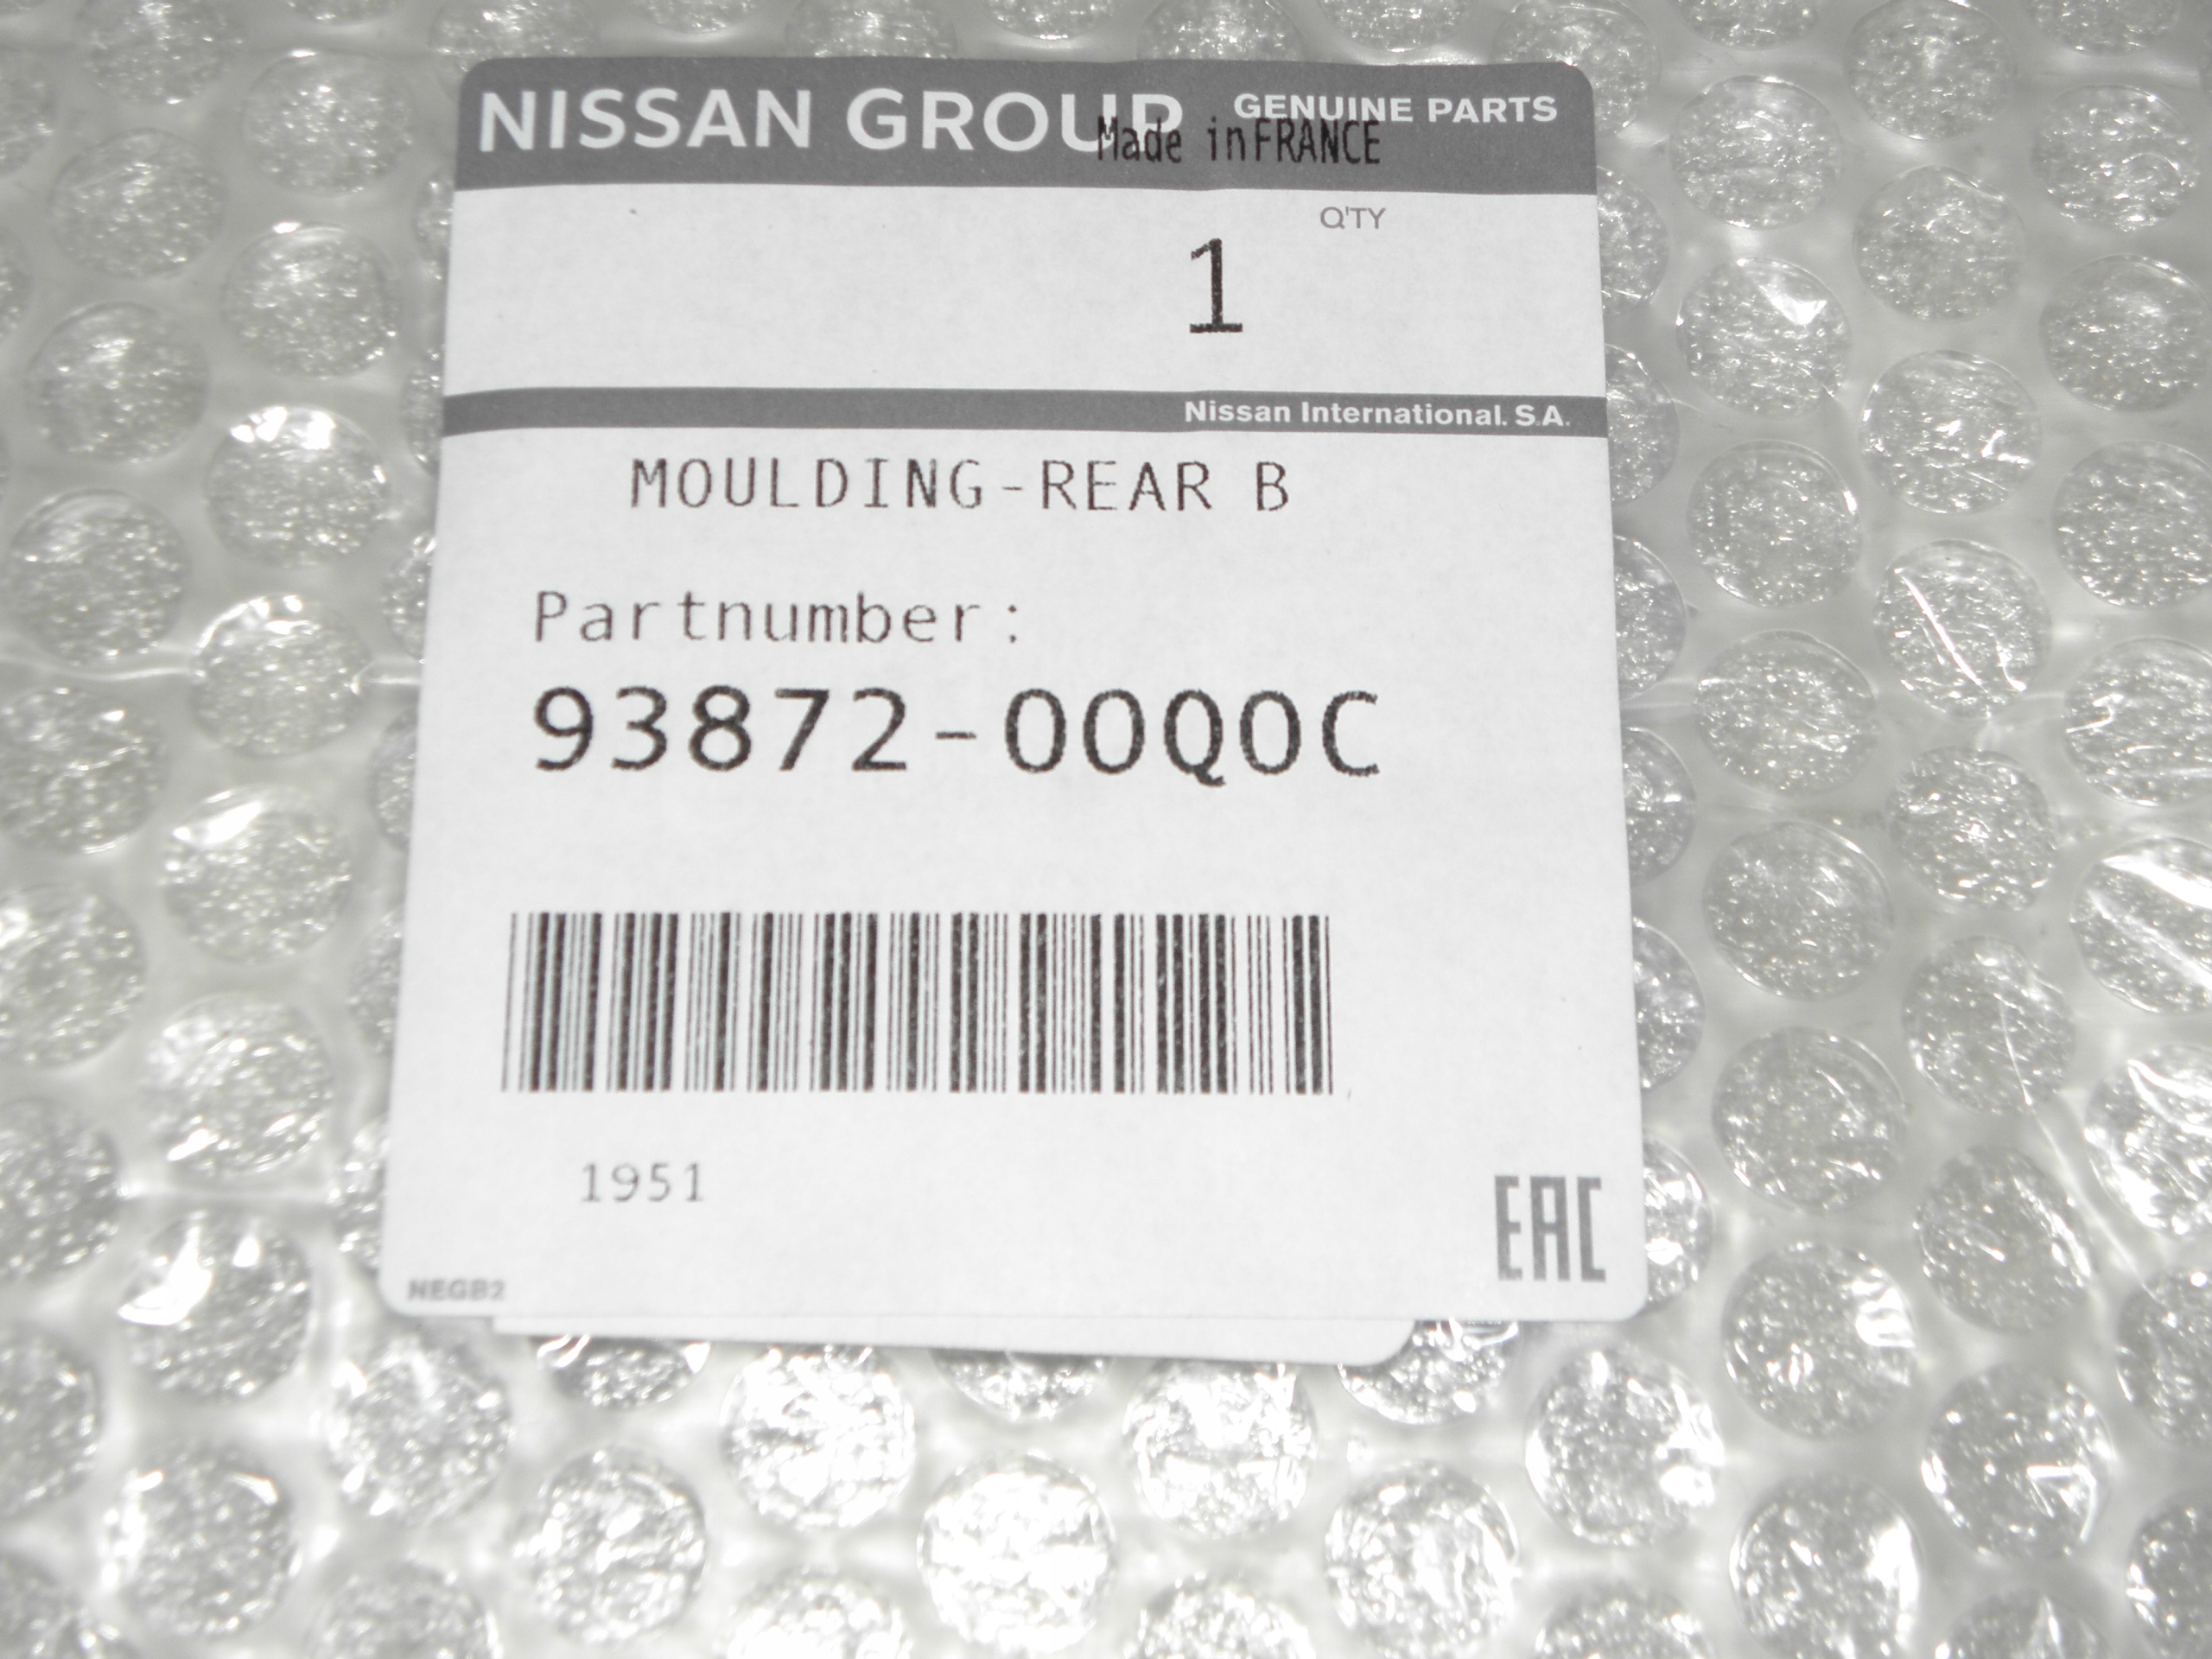 NISSAN GROUP GENUINE PARTS
Made in FRANCE
Q'TY
1
Nissan International. S.A.
MOULDING-REAR B
Partnumber:
93872-00Q0C
1951
EAC
NEGB2